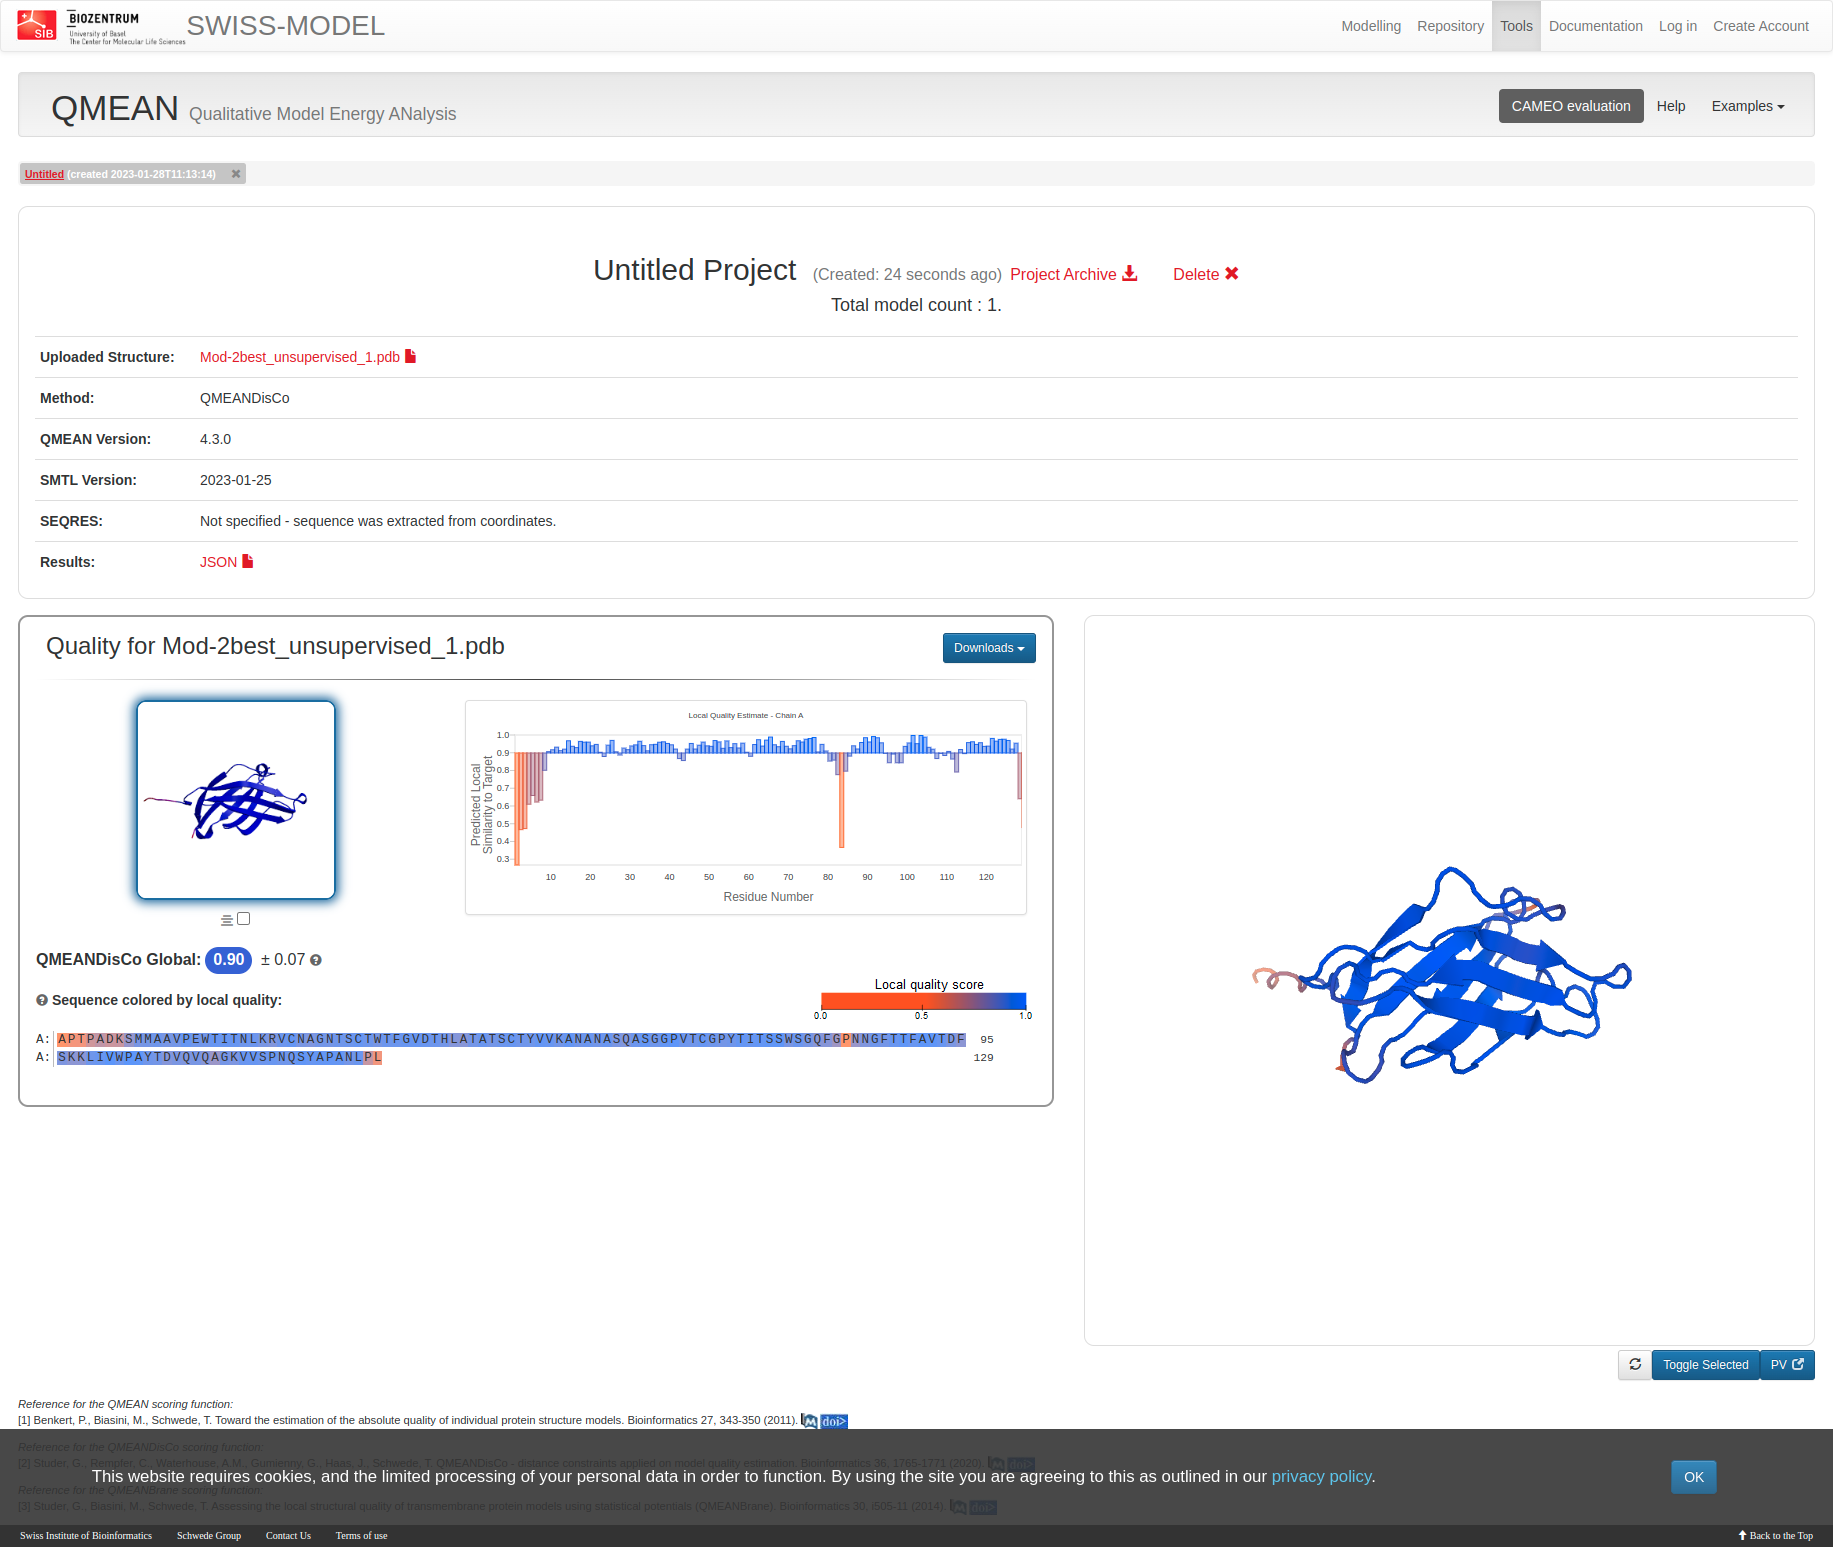 SIB
BIOZENTRUM
University of Basel
The Center for Molecular Life Sciences
SWISS-MODEL
Modelling Repository Tools Documentation Log in Create Account
QMEAN Qualitative Model Energy ANalysis
CAMEO evaluation Help Examples
Untitled (created 2023-01-28T11:13:14)
Untitled Project (Created: 24 seconds ago) Project Archive Delete
Total model count : 1.
Uploaded Structure: Mod-2best_unsupervised_1.pdb
Method: QMEANDisCo
QMEAN Version: 4.3.0
SMTL Version: 2023-01-25
SEQRES: Not specified - sequence was extracted from coordinates.
Results: JSON
Quality for Mod-2best_unsupervised_1.pdb
Downloads
Local Quality Estimate - Chain A
Predicted Local
Similarity to Target
1.0
0.9
0.8
0.7
0.6
0.5
0.4
0.3
10 20 30 40 50 60 70 80 90 100 110 120
Residue Number
QMEANDisCo Global: 0.90 ± 0.07
Sequence colored by local quality:
Local quality score
0.0 0.5 1.0
A: APTPADKSMMAAVPEWTITNLKRVCNAGNTSCTWTFGVDTHLATATSCTYVVKANANASQASGGPVTCGPYTITSSWSGQFGPNNGFTTFAVTDF 95
A: SKKLIVWPAYTDVQVQAGKVVSPNQSYAPANLPL 129
Toggle Selected PV
Reference for the QMEAN scoring function:
[1] Benkert, P., Biasini, M., Schwede, T. Toward the estimation of the absolute quality of individual protein structure models. Bioinformatics 27, 343-350 (2011). M doi>
Reference for the QMEANDisCo scoring function:
[2] Studer, G., Rempfer, C., Waterhouse, A.M., Gumienny, G., Haas, J., Schwede, T. QMEANDisCo - distance constraints applied on model quality estimation. Bioinformatics 36, 1765-1771 (2020). M doi>
This website requires cookies, and the limited processing of your personal data in order to function. By using the site you are agreeing to this as outlined in our privacy policy.
OK
Reference for the QMEANBrane scoring function:
[3] Studer, G., Biasini, M., Schwede, T. Assessing the local structural quality of transmembrane protein models using statistical potentials (QMEANBrane). Bioinformatics 30, i505-11 (2014). M doi>
Swiss Institute of Bioinformatics Schwede Group Contact Us Terms of use
Back to the Top